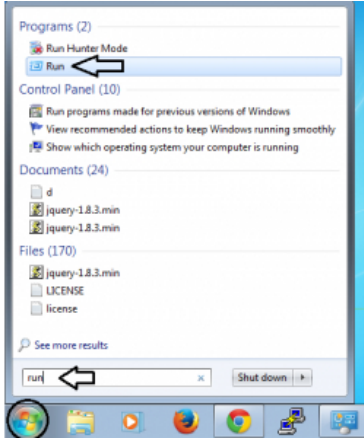 Programs (2)
Run Hunter Mode
Run
Control Panel (10)
Run programs made for previous versions of Windows
View recommended actions to keep Windows running smoothly
Show which operating system your computer is running
Documents (24)
d
jquery-1.8.3.min
jquery-1.8.3.min
Files (170)
jquery-1.8.3.min
LICENSE
license
See more results
run
Shut down